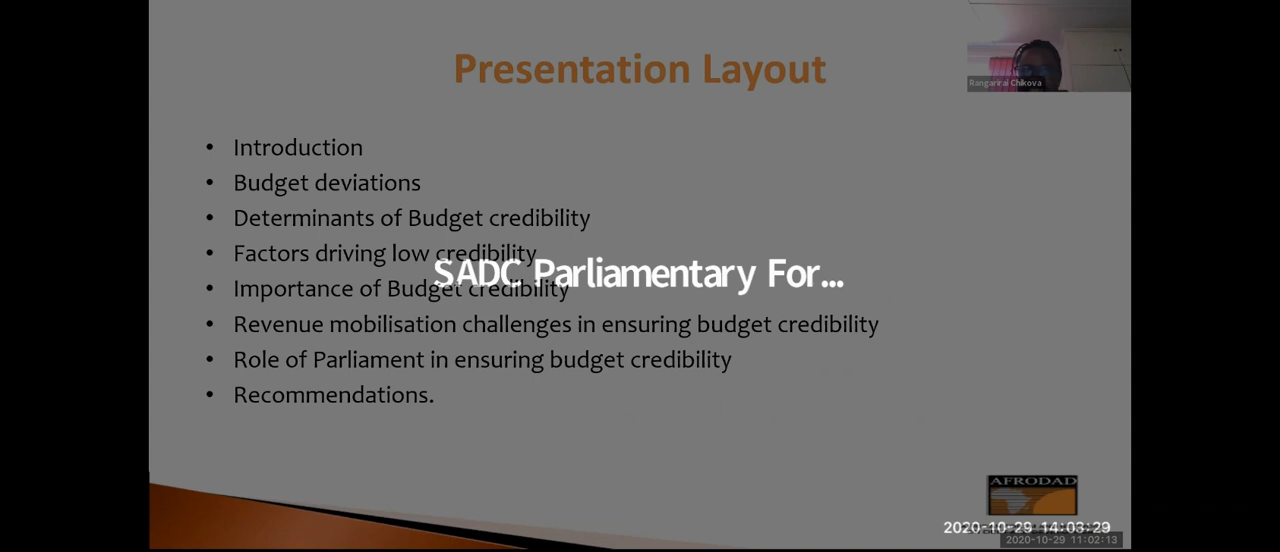 Presentation Layout
Rangarirai Chikova
• Introduction
• Budget deviations
• Determinants of Budget credibility
• Factors driving low credibility
SADC Parliamentary For...
• Importance of Budget credibility
• Revenue mobilisation challenges in ensuring budget credibility
• Role of Parliament in ensuring budget credibility
• Recommendations.
AFRODAD
2020-10-29 14:03:29
2020-10-29 11:02:13